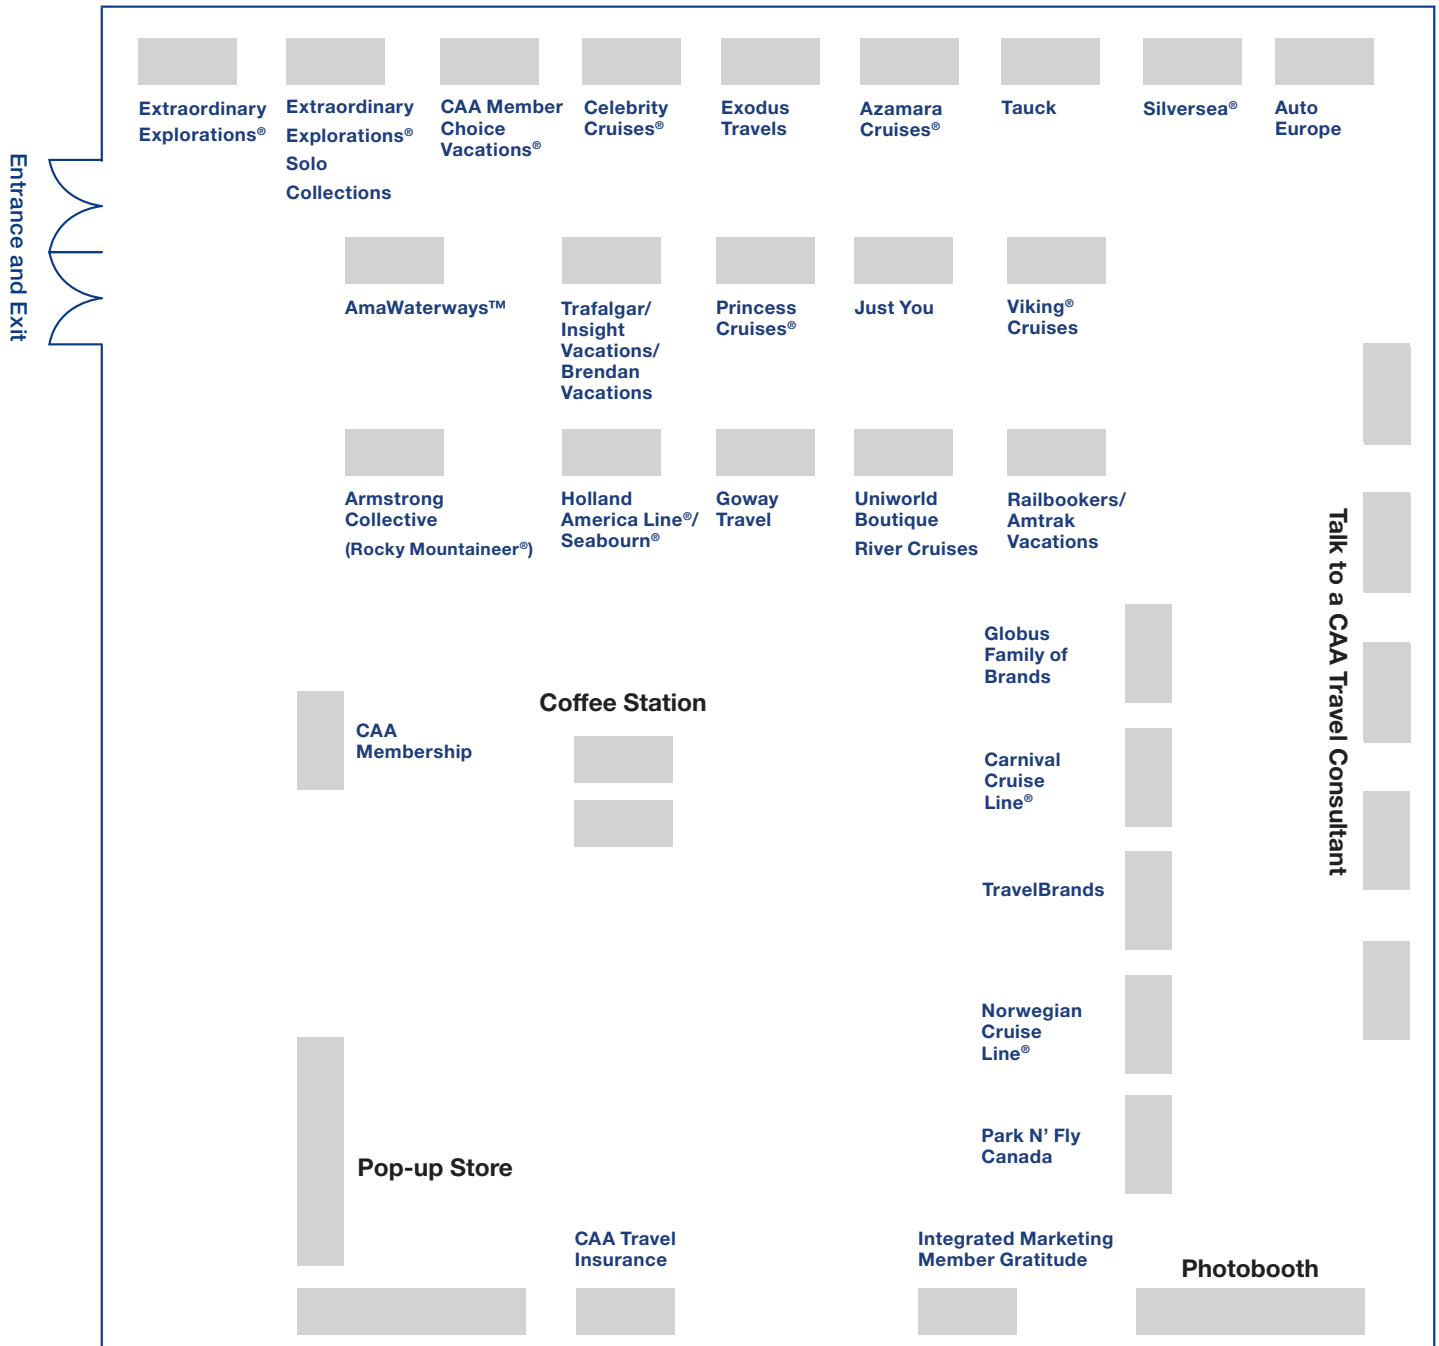 Entrance and Exit
Extraordinary
Explorations®
Extraordinary
Explorations®
Solo
Collections
CAA Member
Choice
Vacations®
Celebrity
Cruises®
Exodus
Travels
Azamara
Cruises®
Tauck
Silversea®
Auto
Europe
AmaWaterways™
Trafalgar/
Insight
Vacations/
Brendan
Vacations
Princess
Cruises®
Just You
Viking®
Cruises
Armstrong
Collective
(Rocky Mountaineer®)
Holland
America Line®/
Seabourn®
Goway
Travel
Uniworld
Boutique
River Cruises
Railbookers/
Amtrak
Vacations
Talk to a CAA Travel Consultant
Globus
Family of
Brands
Coffee Station
CAA
Membership
Carnival
Cruise
Line®
TravelBrands
Norwegian
Cruise
Line®
Park N’ Fly
Canada
Pop-up Store
CAA Travel
Insurance
Integrated Marketing
Member Gratitude
Photobooth